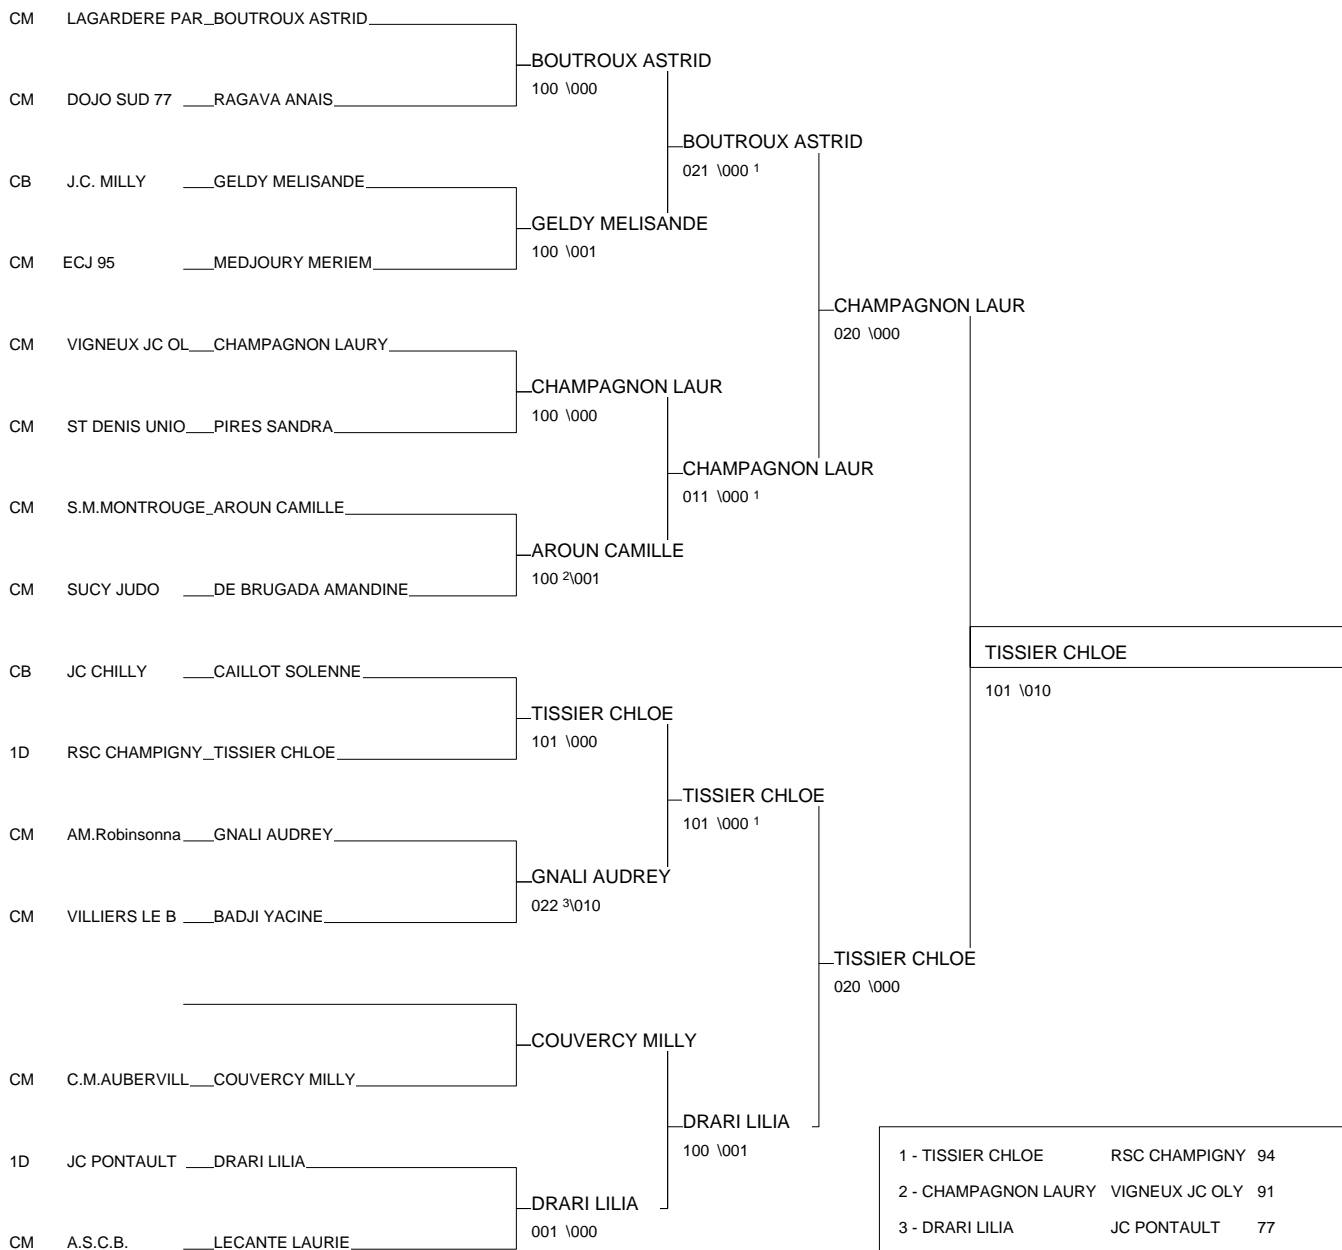 CM LAGARDERE PAR BOUTROUX ASTRID
BOUTROUX ASTRID
100 \000
CM DOJO SUD 77 RAGAVA ANAIS
BOUTROUX ASTRID
021 \000 1
CB J.C. MILLY GELDY MELISANDE
GELDY MELISANDE
100 \001
CM ECJ 95 MEDJOURY MERIEM
CHAMPAGNON LAUR
020 \000
CM VIGNEUX JC OL CHAMPAGNON LAURY
CHAMPAGNON LAUR
100 \000
CM ST DENIS UNIO PIRES SANDRA
CHAMPAGNON LAUR
011 \000 1
CM S.M.MONTROUGE AROUN CAMILLE
AROUN CAMILLE
100 2\001
CM SUCY JUDO DE BRUGADA AMANDINE
TISSIER CHLOE
101 \010
CB JC CHILLY CAILLOT SOLENNE
TISSIER CHLOE
101 \000
1D RSC CHAMPIGNY TISSIER CHLOE
TISSIER CHLOE
101 \000 1
CM AM.Robinsonna GNALI AUDREY
GNALI AUDREY
022 3\010
CM VILLIERS LE B BADJI YACINE
TISSIER CHLOE
020 \000
COUVERCY MILLY
CM C.M.AUBERVILL COUVERCY MILLY
DRARI LILIA
100 \001
1D JC PONTAULT DRARI LILIA
DRARI LILIA
001 \000
CM A.S.C.B. LECANTE LAURIE
1 - TISSIER CHLOE RSC CHAMPIGNY 94
2 - CHAMPAGNON LAURY VIGNEUX JC OLY 91
3 - DRARI LILIA JC PONTAULT 77